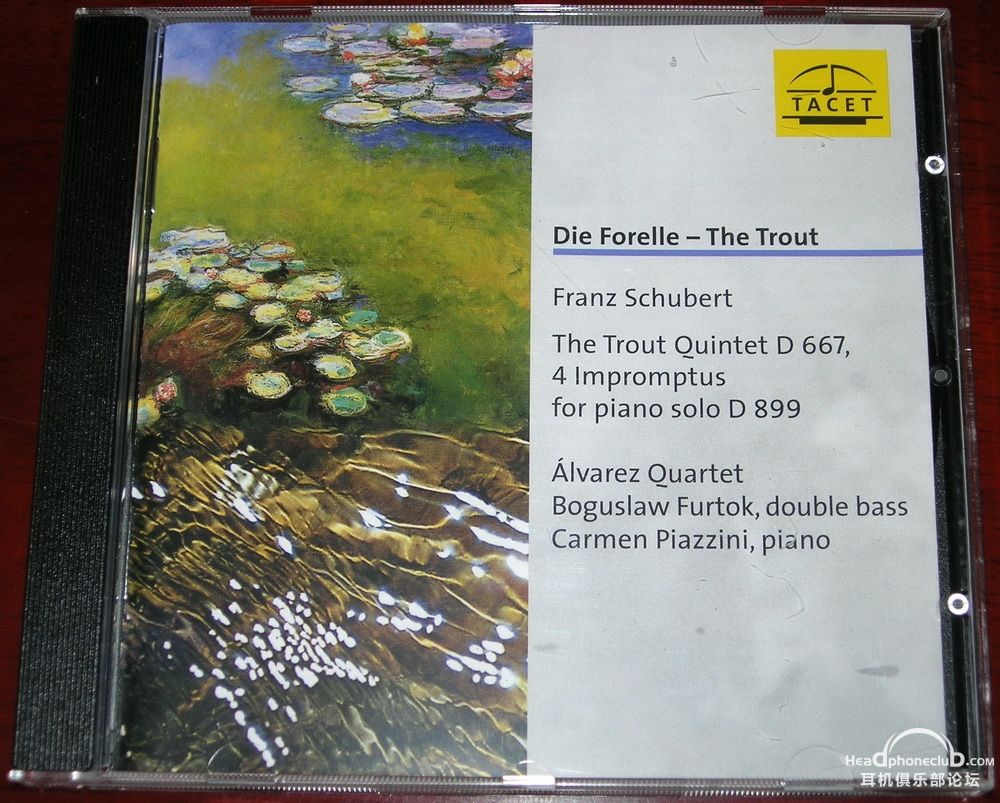 TACET
Die Forelle – The Trout
Franz Schubert
The Trout Quintet D 667,
4 Impromptus
for piano solo D 899
Álvarez Quartet
Boguslaw Furtok, double bass
Carmen Piazzini, piano
HeadphonecluD.com
耳机俱乐部论坛